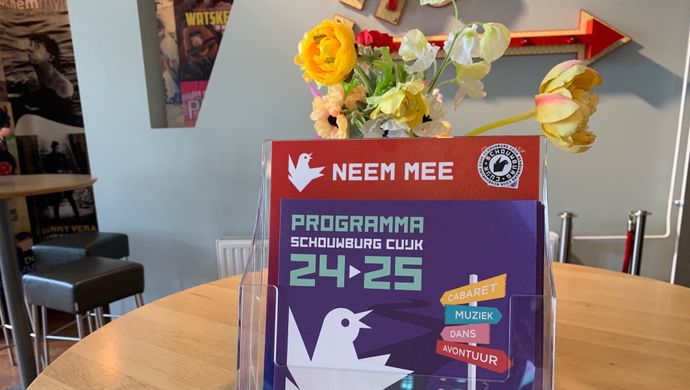 WATSKE
DANNY VERA
NEEM MEE
SCHOUWBURG CUIJK
PROGRAMMA
SCHOUWBURG CUIJK
24 ▸ 25
CABARET
MUZIEK
DANS
AVONTUUR